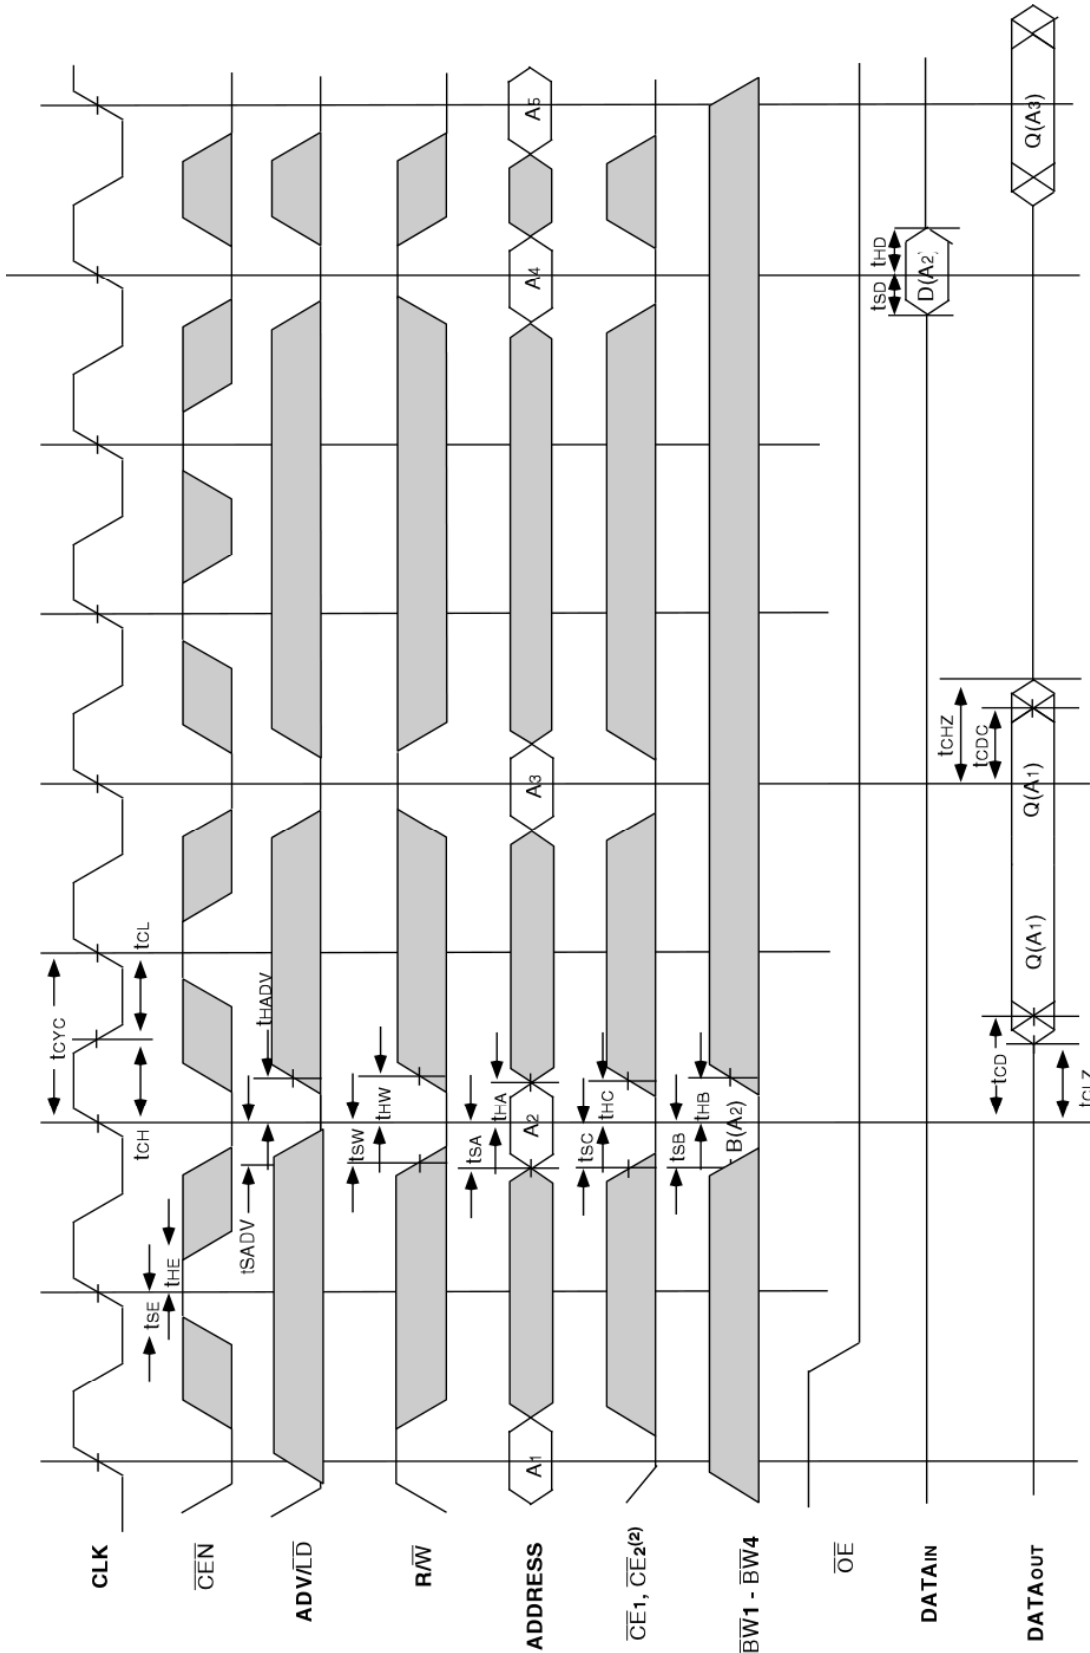 CLK
tCYC
tCH
tCL
tSE
tHE
CEN
tSADV
tHADV
ADV/LD
tSW
tHW
R/W
tSA
tHA
A1
A2
A3
A4
A5
ADDRESS
tSC
tHC
CE1, CE2(2)
tSB
tHB
B(A2)
BW1 - BW4
OE
tSD
tHD
D(A2)
DATAIN
tCHZ
tCD
tCDC
Q(A1)
Q(A1)
Q(A3)
DATAOUT
tCLZ